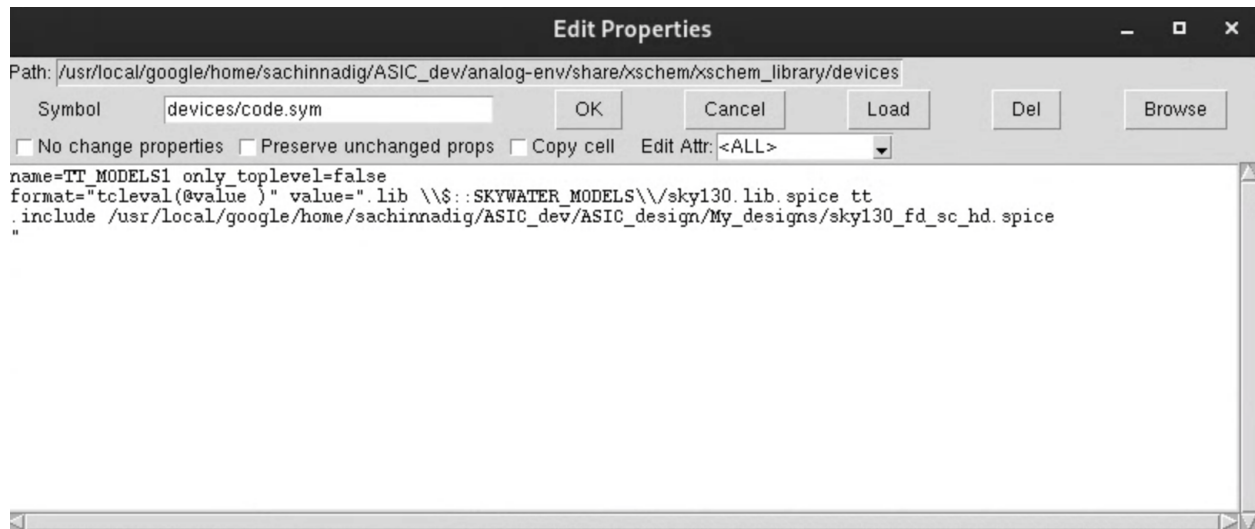 Edit Properties
Path: /usr/local/google/home/sachinnadig/ASIC_dev/analog-env/share/xschem/xschem_library/devices
Symbol devices/code.sym OK Cancel Load Del Browse
No change properties Preserve unchanged props Copy cell Edit Attr: <ALL>
name=TT_MODELS1 only_toplevel=false
format="tcleval(@value )" value=".lib \\$::SKYWATER_MODELS\\/sky130.lib.spice tt
.include /usr/local/google/home/sachinnadig/ASIC_dev/ASIC_design/My_designs/sky130_fd_sc_hd.spice
"